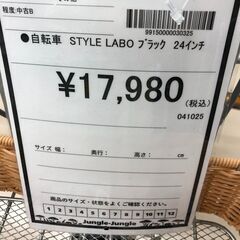 程度:中古B
99150000030325
●自転車 STYLE LABO ブラック 24インチ
¥17,980
(税込)
041025
サイズ 幅: 奥行: 高さ: cm
商品のサイズ・状態をよくご確認ください。
1 2 3 4 5 6 7 8 9 10 11 12
Jungle-Jungle